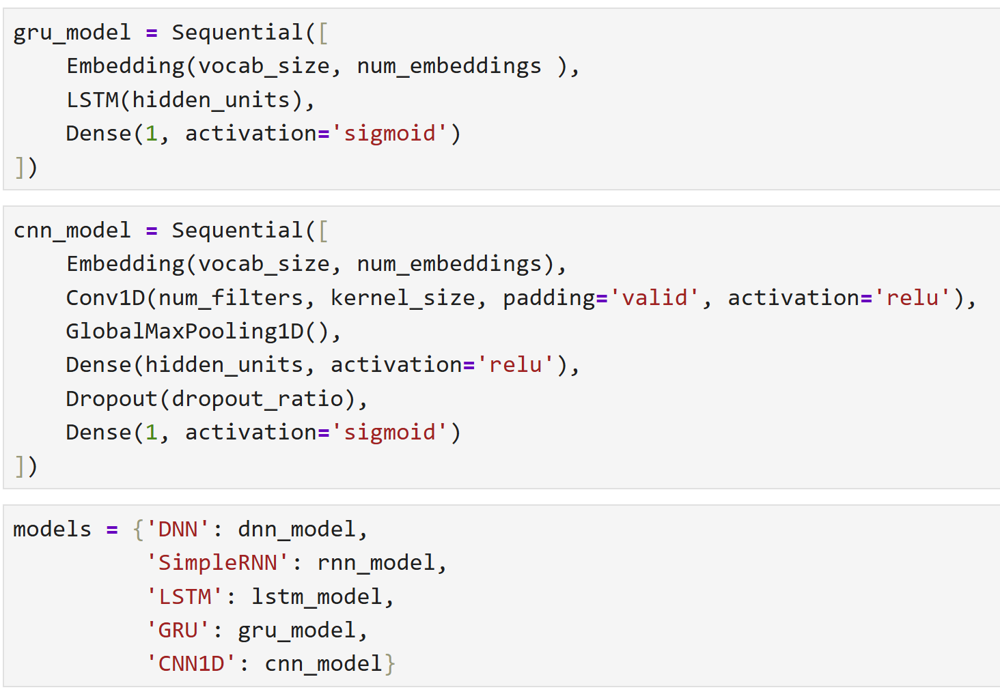 gru_model = Sequential([
    Embedding(vocab_size, num_embeddings ),
    LSTM(hidden_units),
    Dense(1, activation='sigmoid')
])
cnn_model = Sequential([
    Embedding(vocab_size, num_embeddings),
    Conv1D(num_filters, kernel_size, padding='valid', activation='relu'),
    GlobalMaxPooling1D(),
    Dense(hidden_units, activation='relu'),
    Dropout(dropout_ratio),
    Dense(1, activation='sigmoid')
])
models = {'DNN': dnn_model,
          'SimpleRNN': rnn_model,
          'LSTM': lstm_model,
          'GRU': gru_model,
          'CNN1D': cnn_model}